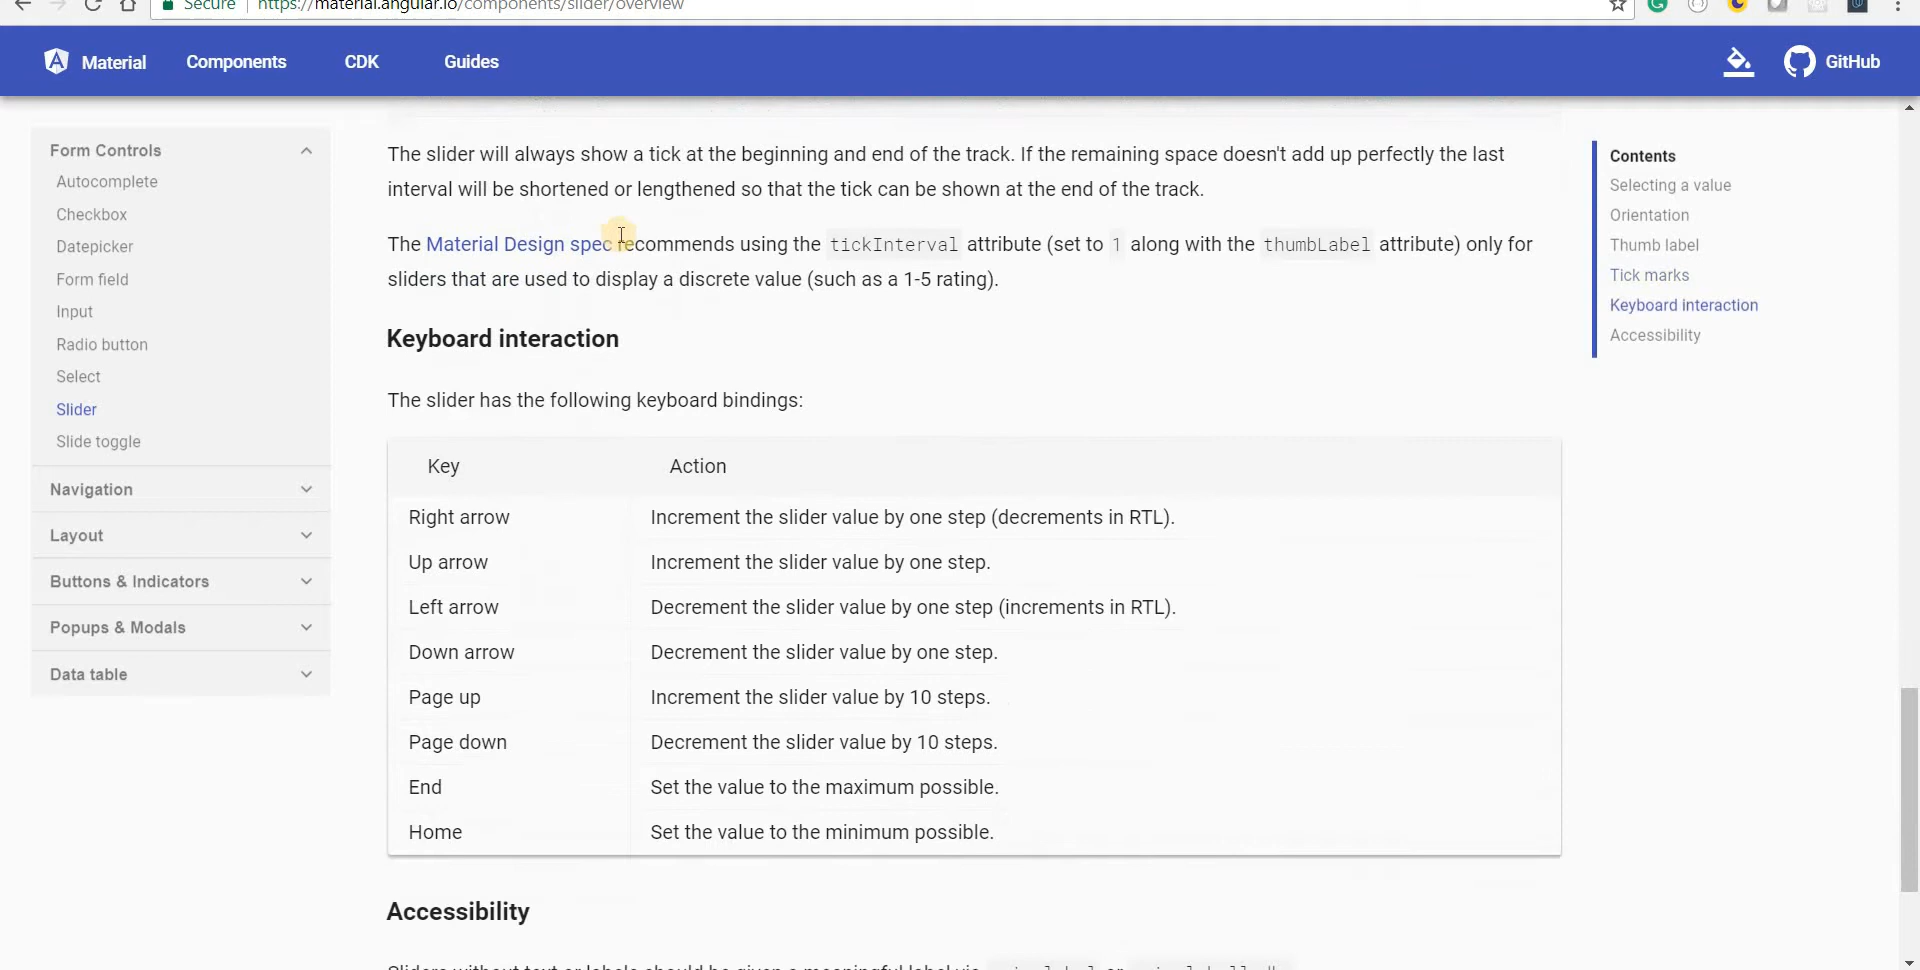 Secure https://material.angular.io/components/slider/overview
Material Components CDK Guides GitHub
Form Controls
Autocomplete
Checkbox
Datepicker
Form field
Input
Radio button
Select
Slider
Slide toggle
Navigation
Layout
Buttons & Indicators
Popups & Modals
Data table
The slider will always show a tick at the beginning and end of the track. If the remaining space doesn't add up perfectly the last
interval will be shortened or lengthened so that the tick can be shown at the end of the track.
The Material Design spec recommends using the tickInterval attribute (set to 1 along with the thumbLabel attribute) only for
sliders that are used to display a discrete value (such as a 1-5 rating).
Keyboard interaction
The slider has the following keyboard bindings:
Key Action
Right arrow Increment the slider value by one step (decrements in RTL).
Up arrow Increment the slider value by one step.
Left arrow Decrement the slider value by one step (increments in RTL).
Down arrow Decrement the slider value by one step.
Page up Increment the slider value by 10 steps.
Page down Decrement the slider value by 10 steps.
End Set the value to the maximum possible.
Home Set the value to the minimum possible.
Accessibility
Sliders without text or labels should be given a meaningful label via
Contents
Selecting a value
Orientation
Thumb label
Tick marks
Keyboard interaction
Accessibility